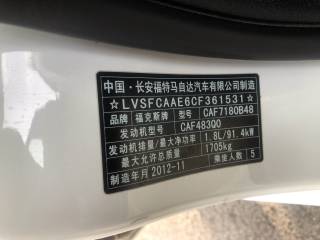 中国·长安福特马自达汽车有限公司制造
☆LVSFCAAE6CF361531☆
品牌 福克斯牌 型号 CAF7180B48
发动机型号 CAF483Q0
发动机排量/最大净功率 1.8L/91.4kW
最大允许总质量 1705kg
制造年月 2012-11 乘坐人数 5